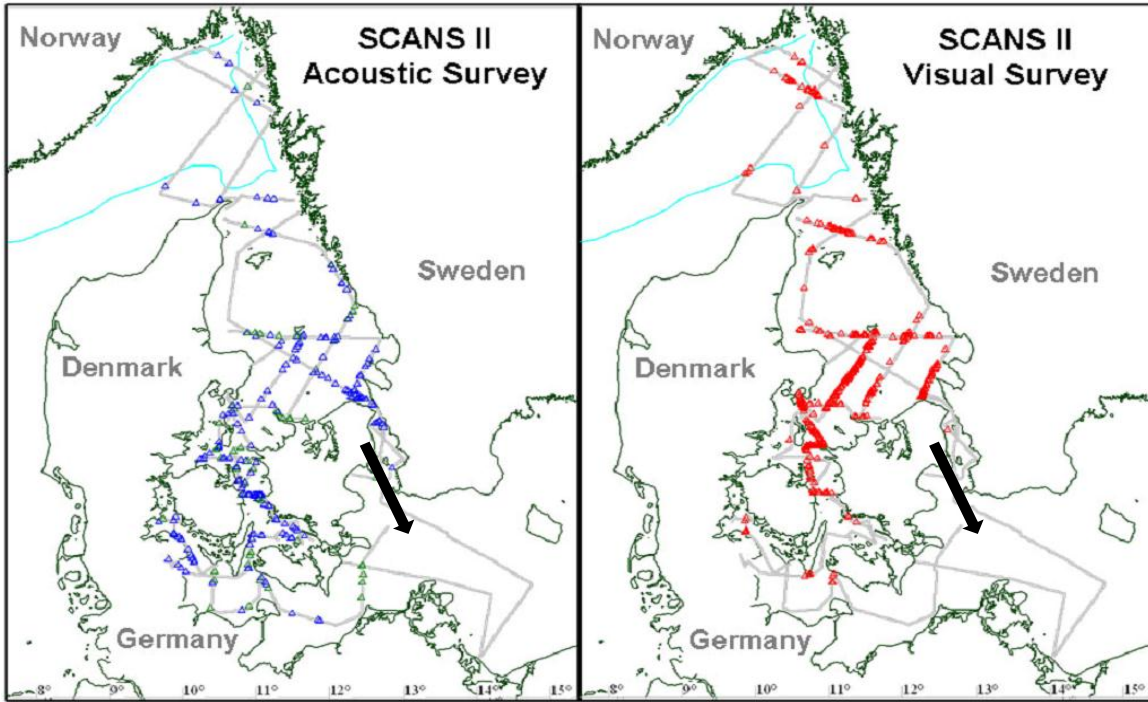 Norway
SCANS II
Acoustic Survey
Sweden
Denmark
Germany
8° 9° 10° 11° 12° 13° 14° 15°
Norway
SCANS II
Visual Survey
Sweden
Denmark
Germany
8° 9° 10° 11° 12° 13° 14° 15°